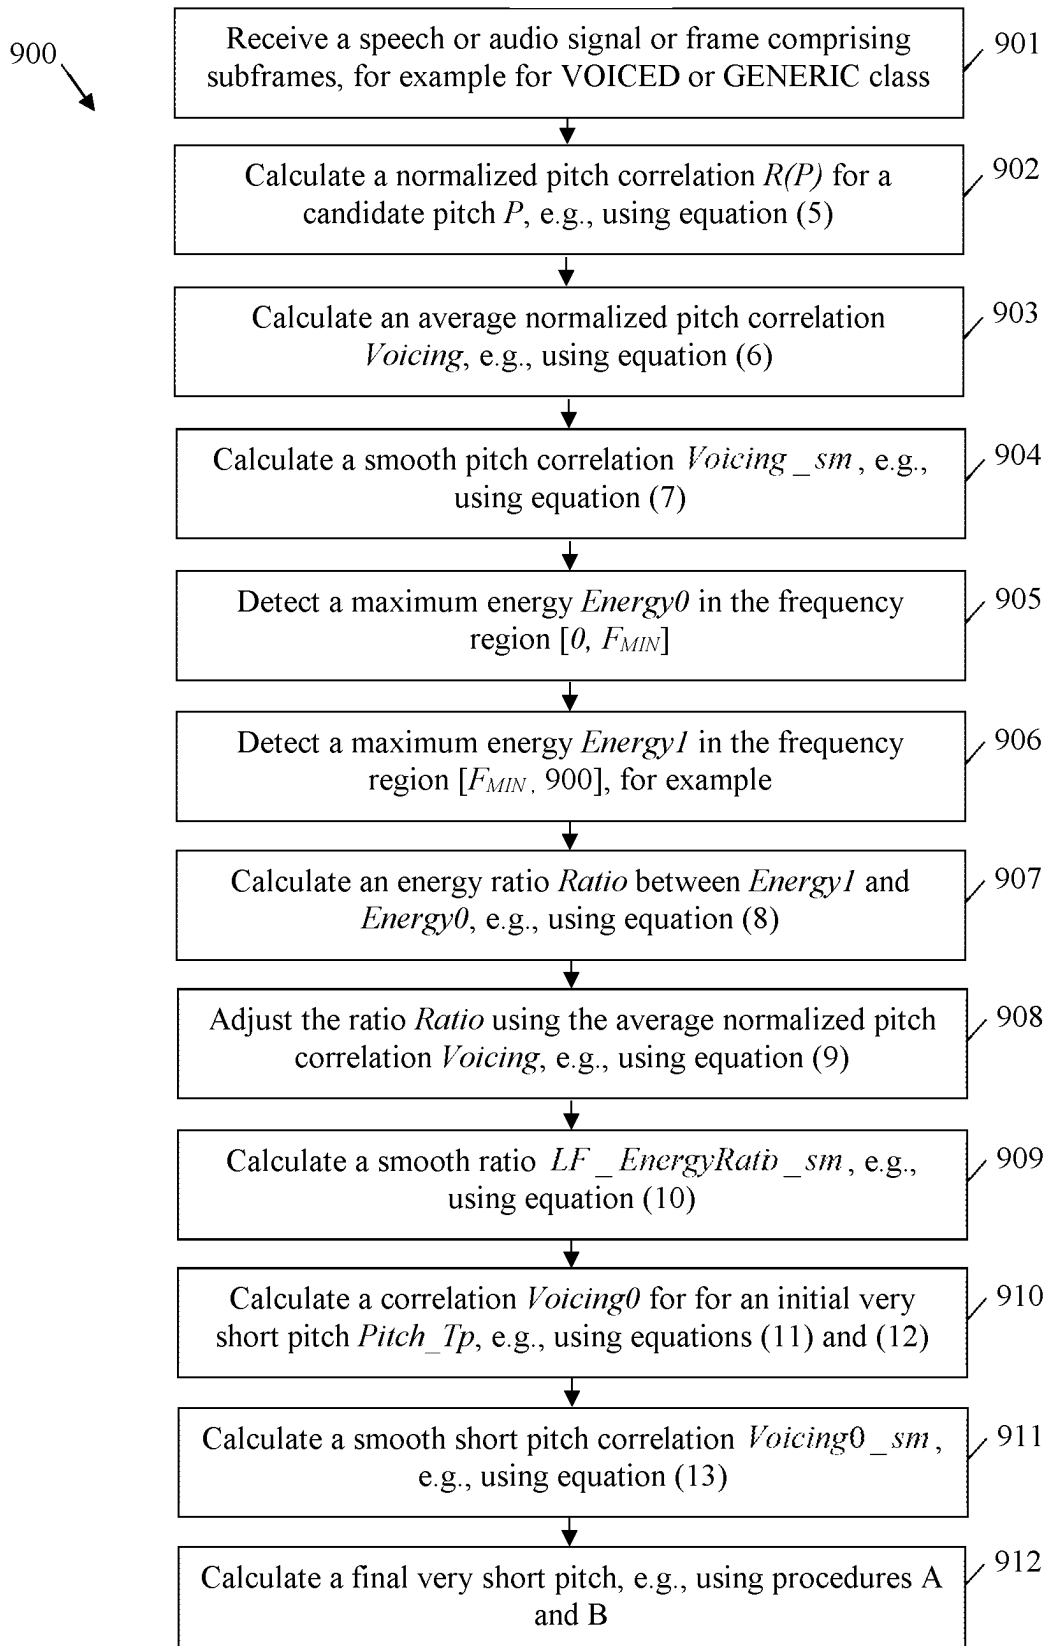 900
Receive a speech or audio signal or frame comprising
subframes, for example for VOICED or GENERIC class
901
Calculate a normalized pitch correlation R(P) for a
candidate pitch P, e.g., using equation (5)
902
Calculate an average normalized pitch correlation
Voicing, e.g., using equation (6)
903
Calculate a smooth pitch correlation Voicing_sm, e.g.,
using equation (7)
904
Detect a maximum energy Energy0 in the frequency
region [0, FMIN]
905
Detect a maximum energy Energy1 in the frequency
region [FMIN, 900], for example
906
Calculate an energy ratio Ratio between Energy1 and
Energy0, e.g., using equation (8)
907
Adjust the ratio Ratio using the average normalized pitch
correlation Voicing, e.g., using equation (9)
908
Calculate a smooth ratio LF_EnergyRatio_sm, e.g.,
using equation (10)
909
Calculate a correlation Voicing0 for for an initial very
short pitch Pitch_Tp, e.g., using equations (11) and (12)
910
Calculate a smooth short pitch correlation Voicing0_sm,
e.g., using equation (13)
911
Calculate a final very short pitch, e.g., using procedures A
and B
912